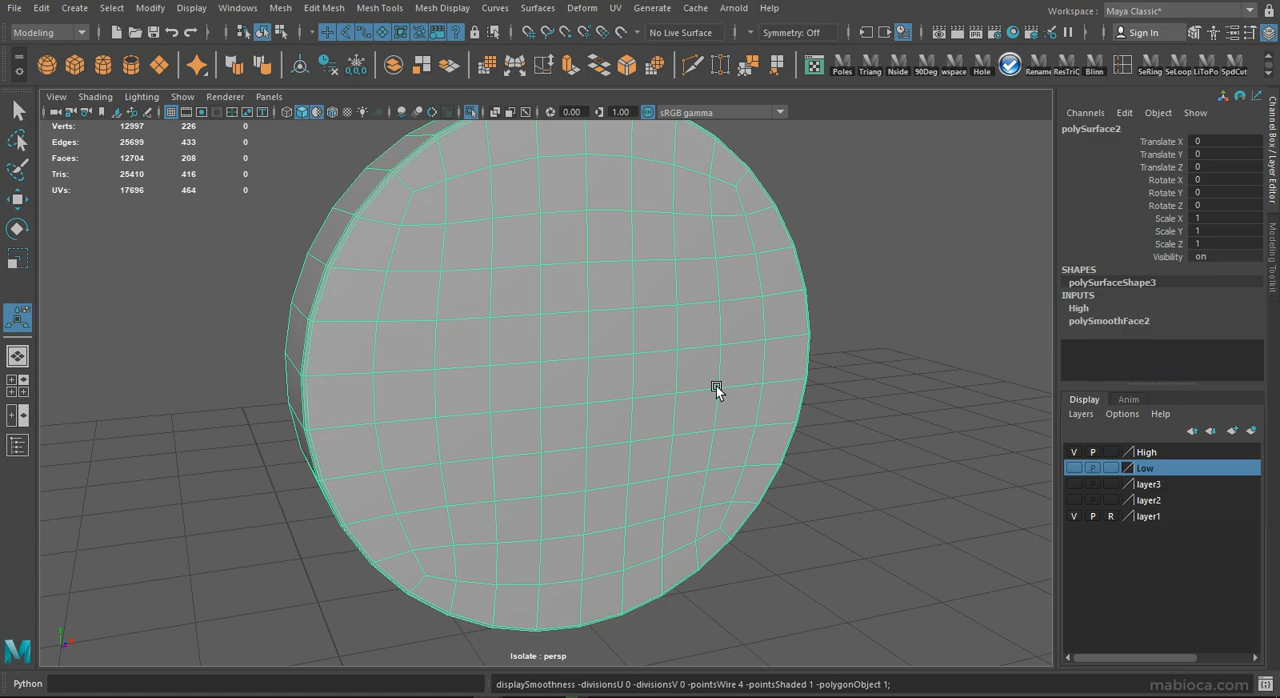 File Edit Create Select Modify Display Windows Mesh Edit Mesh Mesh Tools Mesh Display Curves Surfaces Deform UV Generate Cache Arnold Help
Workspace : Maya Classic*
Modeling
No Live Surface
Symmetry: Off
Sign In
Poles Triang Nside 90Deg wspace Hole Renam ResTriC Blinn SeRing SeLoop LiToPo SpdCut
View Shading Lighting Show Renderer Panels
0.00
1.00
sRGB gamma
Verts: 12997 226 0
Edges: 25699 433 0
Faces: 12704 208 0
Tris: 25410 416 0
UVs: 17696 464 0
Isolate : persp
Channels Edit Object Show
polySurface2
Translate X 0
Translate Y 0
Translate Z 0
Rotate X 0
Rotate Y 0
Rotate Z 0
Scale X 1
Scale Y 1
Scale Z 1
Visibility on
SHAPES
polySurfaceShape3
INPUTS
High
polySmoothFace2
Display Anim
Layers Options Help
V P High
P Low
layer3
layer2
V P R layer1
Channel Box / Layer Editor
Modeling Toolkit
Python
displaySmoothness -divisionsU 0 -divisionsV 0 -pointsWire 4 -pointsShaded 1 -polygonObject 1;
mabioca.com